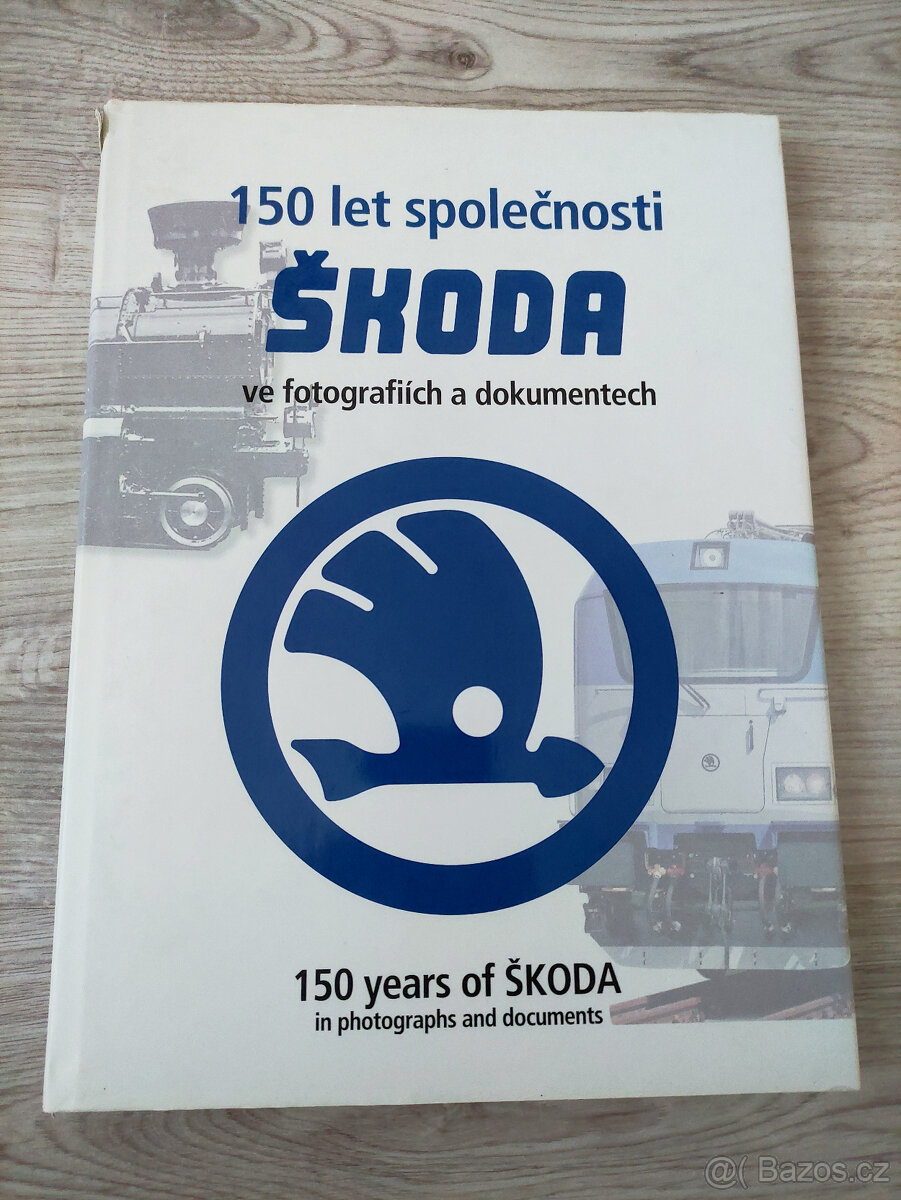 150 let společnosti
ŠKODA
ve fotografiích a dokumentech
150 years of ŠKODA
in photographs and documents
@( Bazos.cz